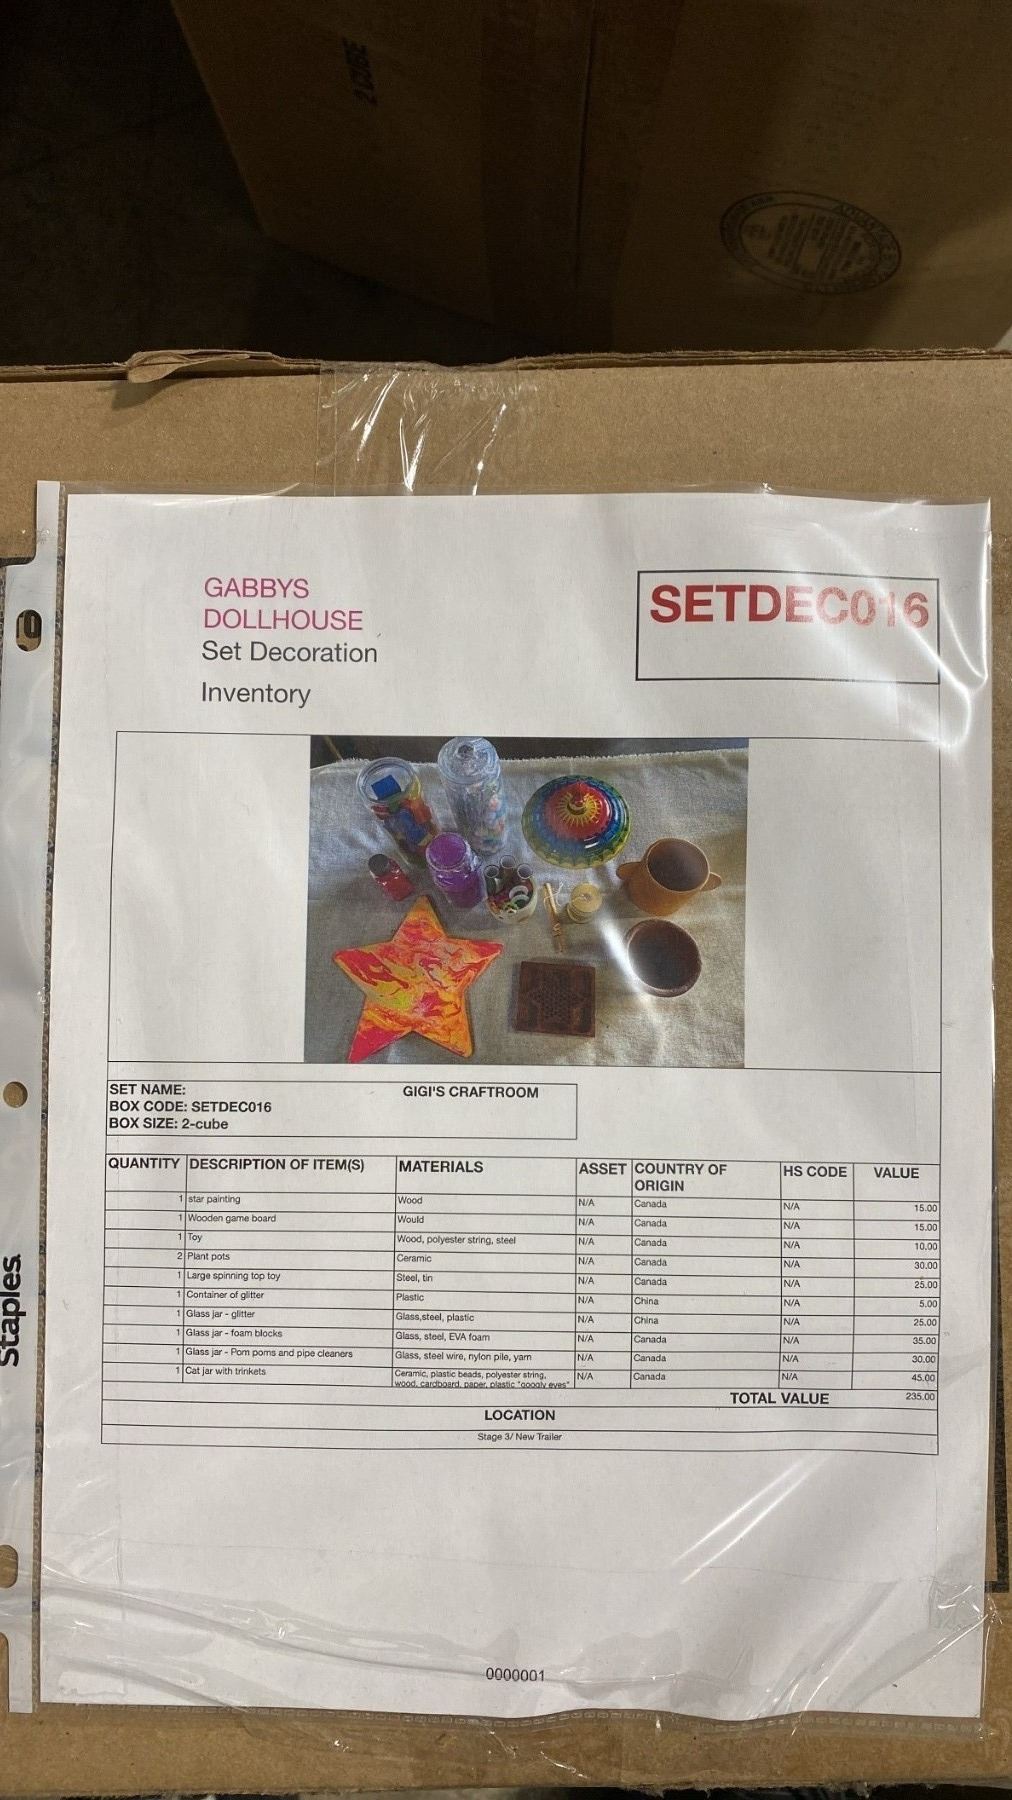 2 CUBE
GABBYS
DOLLHOUSE
Set Decoration
Inventory
SETDEC016
SET NAME: GIGI'S CRAFTROOM
BOX CODE: SETDEC016
BOX SIZE: 2-cube
QUANTITY DESCRIPTION OF ITEM(S) MATERIALS ASSET COUNTRY OF ORIGIN HS CODE VALUE
1 star painting Wood N/A Canada N/A 15.00
1 Wooden game board Would N/A Canada N/A 15.00
1 Toy Wood, polyester string, steel N/A Canada N/A 10.00
2 Plant pots Ceramic N/A Canada N/A 30.00
1 Large spinning top toy Steel, tin N/A Canada N/A 25.00
1 Container of glitter Plastic N/A China N/A 5.00
1 Glass jar - glitter Glass,steel, plastic N/A China N/A 25.00
1 Glass jar - foam blocks Glass, steel, EVA foam N/A Canada N/A 35.00
1 Glass jar - Pom poms and pipe cleaners Glass, steel wire, nylon pile, yarn N/A Canada N/A 30.00
1 Cat jar with trinkets Ceramic, plastic beads, polyester string, N/A Canada N/A 45.00
wood, cardboard, paper, plastic "googly eyes"
TOTAL VALUE 235.00
LOCATION
Stage 3/ New Trailer
0000001
Staples